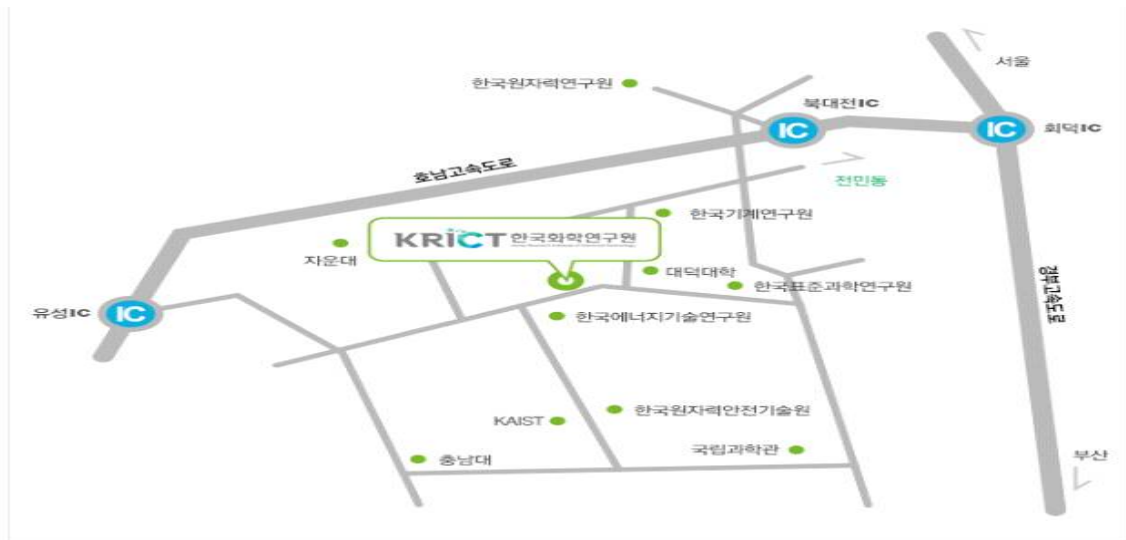 서울
한국원자력연구원
북대전IC
IC
IC
회덕IC
호남고속도로
전민동
한국기계연구원
KRICT 한국화학연구원
자운대
대덕대학
한국표준과학연구원
경부고속도로
유성IC
IC
한국에너지기술연구원
한국원자력안전기술원
KAIST
국립과학관
충남대
부산